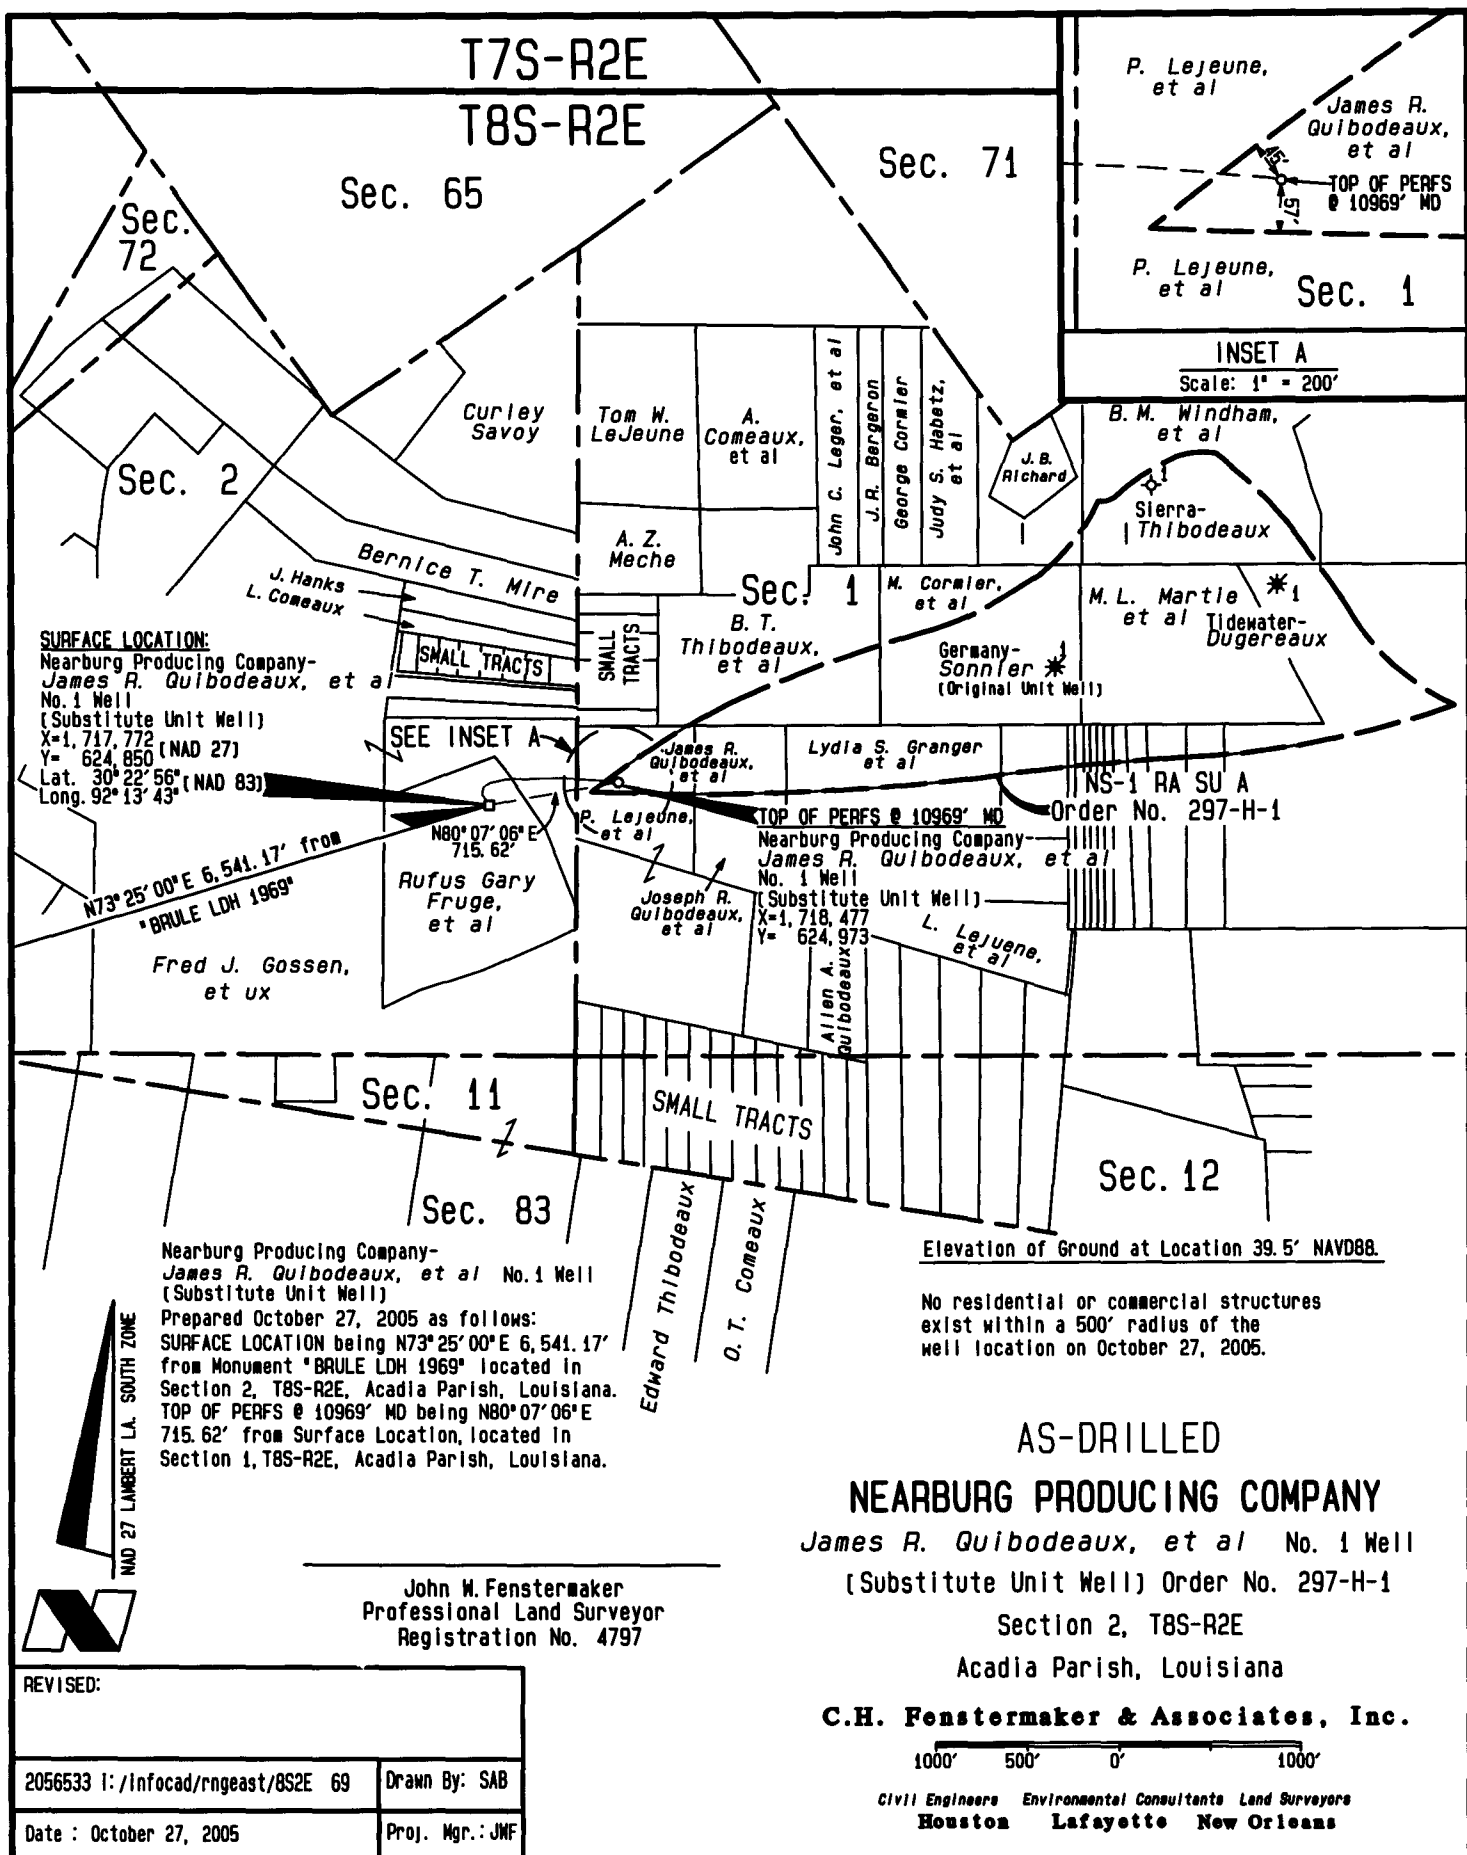 T7S-R2E
T8S-R2E
Sec. 65
Sec. 71
Sec.
72
P. Lejeune,
et al
James R.
Quibodeaux,
et al
45'
TOP OF PERFS
@ 10969' MD
57'
P. Lejeune,
et al
Sec. 1
INSET A
Scale: 1" = 200'
Curley
Savoy
Tom W.
LeJeune
A.
Comeaux,
et al
John C. Leger, et al
J.R. Bergeron
George Cormier
Judy S. Habetz,
et al
J.B.
Richard
B. M. Windham,
et al
1
Sierra-
Thibodeaux
Sec. 2
A. Z.
Meche
Bernice T. Mire
J. Hanks
L. Comeaux
SMALL TRACTS
SMALL
TRACTS
Sec. 1
B. T.
Thibodeaux,
et al
M. Cormier,
et al
M. L. Martie
et al
1
Tidewater-
Dugereaux
Germany-
Sonnier
1
(Original Unit Well)
SURFACE LOCATION:
Nearburg Producing Company-
James R. Quibodeaux, et al
No. 1 Well
(Substitute Unit Well)
X=1,717,772
Y= 624,850 (NAD 27)
Lat. 30°22'56" (NAD 83)
Long. 92°13'43"
SEE INSET A
James R.
Quibodeaux,
et al
Lydia S. Granger
et al
NS-1 RA SU A
Order No. 297-H-1
P. Lejeune,
et al
N80°07'06"E
715.62'
TOP OF PERFS @ 10969' MD
Nearburg Producing Company-
James R. Quibodeaux, et al
No. 1 Well
(Substitute Unit Well)
X=1,718,477
Y= 624,973
N73°25'00"E 6,541.17' from
"BRULE LDH 1969"
Rufus Gary
Fruge,
et al
Joseph R.
Quibodeaux,
et al
L. Lejuene,
et al
Allen A.
Quibodeaux
Fred J. Gossen,
et ux
Sec. 11
SMALL TRACTS
Sec. 12
Sec. 83
Edward Thibodeaux
O. T. Comeaux
Elevation of Ground at Location 39.5' NAVD88.
Nearburg Producing Company-
James R. Quibodeaux, et al No. 1 Well
(Substitute Unit Well)
Prepared October 27, 2005 as follows:
SURFACE LOCATION being N73°25'00"E 6,541.17'
from Monument "BRULE LDH 1969" located in
Section 2, T8S-R2E, Acadia Parish, Louisiana.
TOP OF PERFS @ 10969' MD being N80°07'06"E
715.62' from Surface Location, located in
Section 1, T8S-R2E, Acadia Parish, Louisiana.
No residential or commercial structures
exist within a 500' radius of the
well location on October 27, 2005.
NAD 27 LAMBERT LA. SOUTH ZONE
AS-DRILLED
NEARBURG PRODUCING COMPANY
James R. Quibodeaux, et al No. 1 Well
(Substitute Unit Well) Order No. 297-H-1
Section 2, T8S-R2E
Acadia Parish, Louisiana
John W. Fenstermaker
Professional Land Surveyor
Registration No. 4797
C.H. Fenstermaker & Associates, Inc.
1000' 500' 0' 1000'
Civil Engineers Environmental Consultants Land Surveyors
Houston Lafayette New Orleans
REVISED:
2056533 I:/infocad/rngeast/8S2E 69
Drawn By: SAB
Date : October 27, 2005
Proj. Mgr.: JWF